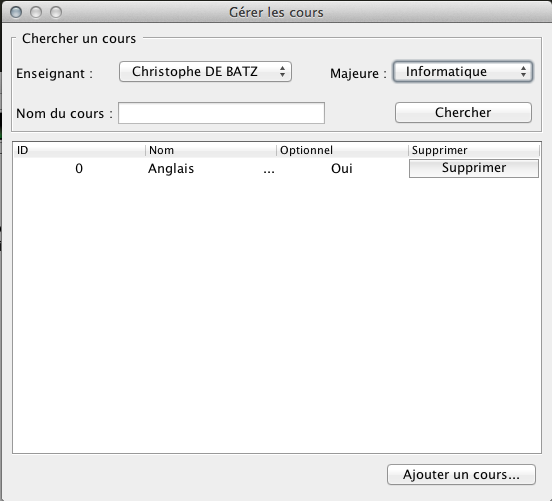 Gérer les cours
Chercher un cours
Enseignant : Christophe DE BATZ Majeure : Informatique
Nom du cours : Chercher
ID Nom Optionnel Supprimer
0 Anglais ... Oui Supprimer
Ajouter un cours...